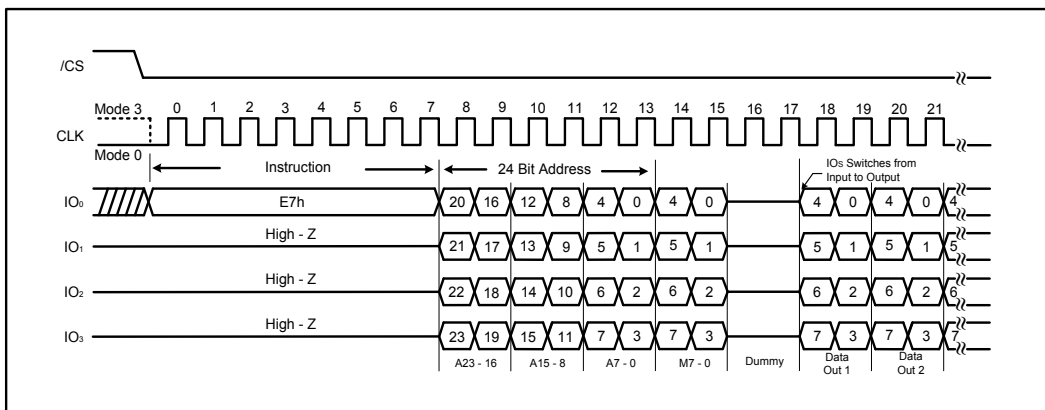 /CS
Mode 3 0 1 2 3 4 5 6 7 8 9 10 11 12 13 14 15 16 17 18 19 20 21
CLK
Mode 0
Instruction 24 Bit Address IOs Switches from
Input to Output
IO0 E7h 20 16 12 8 4 0 4 0 4 0 4 0 4
IO1 High - Z 21 17 13 9 5 1 5 1 5 1 5 1 5
IO2 High - Z 22 18 14 10 6 2 6 2 6 2 6 2 6
IO3 High - Z 23 19 15 11 7 3 7 3 7 3 7 3 7
A23 - 16 A15 - 8 A7 - 0 M7 - 0 Dummy Data Data
Out 1 Out 2